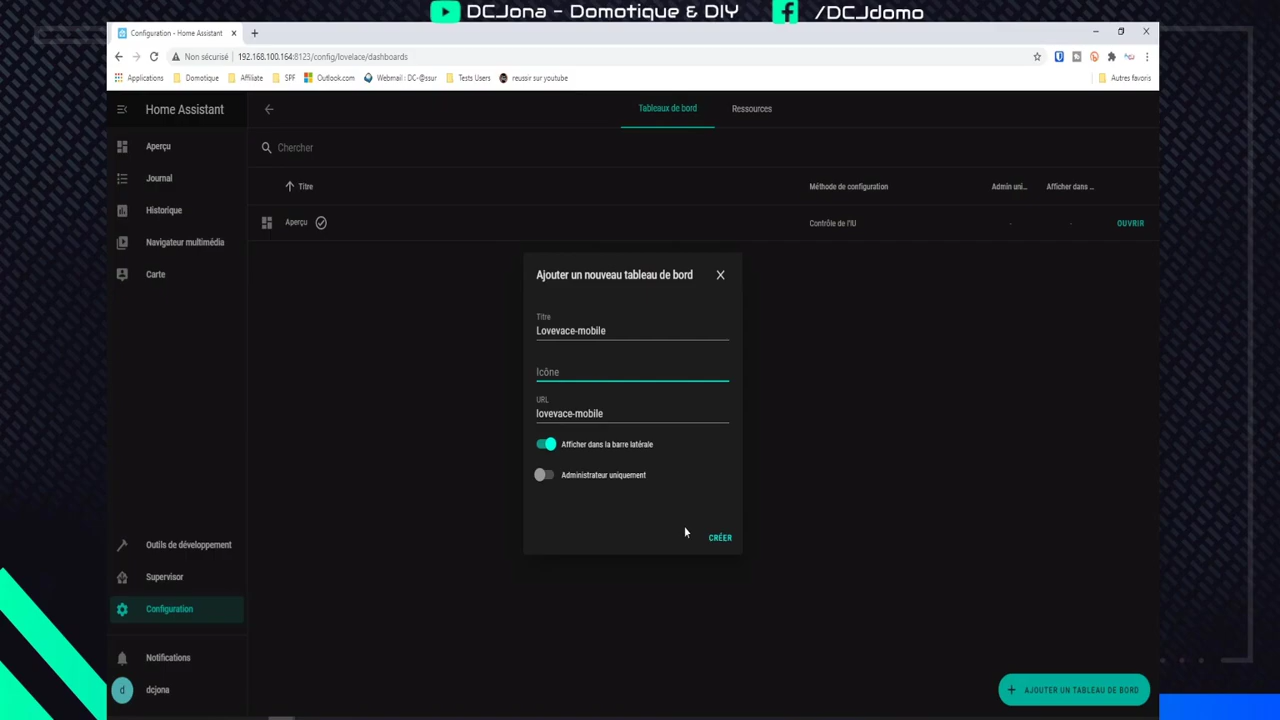 DCJona - Domotique & DIY
/DCJdomo
Configuration - Home Assistant
Non sécurisé
192.168.100.164:8123/config/lovelace/dashboards
Applications
Domotique
Affiliate
SPF
Outlook.com
Webmail : DC-@ssur
Tests Users
reussir sur youtube
Autres favoris
Home Assistant
Tableaux de bord
Ressources
Aperçu
Journal
Historique
Navigateur multimédia
Carte
Chercher
Titre
Méthode de configuration
Admin uni...
Afficher dans ...
Aperçu
Contrôle de l'IU
-
-
OUVRIR
Ajouter un nouveau tableau de bord
Titre
Lovevace-mobile
Icône
URL
lovevace-mobile
Afficher dans la barre latérale
Administrateur uniquement
CRÉER
Outils de développement
Supervisor
Configuration
Notifications
d
dcjona
AJOUTER UN TABLEAU DE BORD